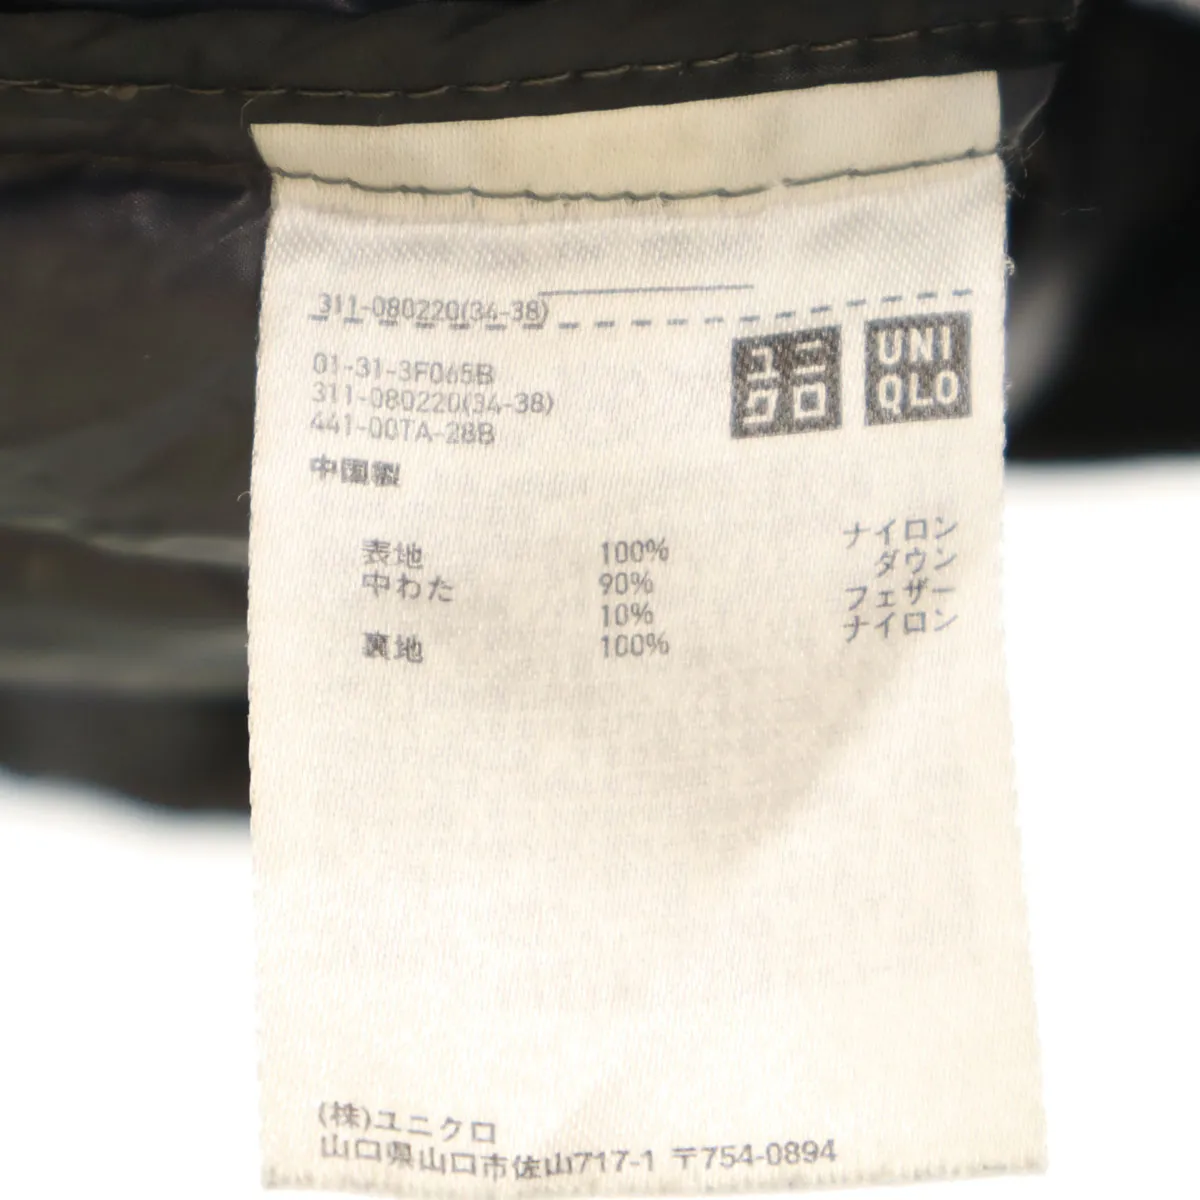 311-080220(34-38)
ユニ
クロ
UNI
QLO
01-31-3F065B
311-080220(34-38)
441-00TA-28B
中国製
表地 100% ナイロン
中わた 90% ダウン
10% フェザー
裏地 100% ナイロン
(株)ユニクロ
山口県山口市佐山717-1 〒754-0894